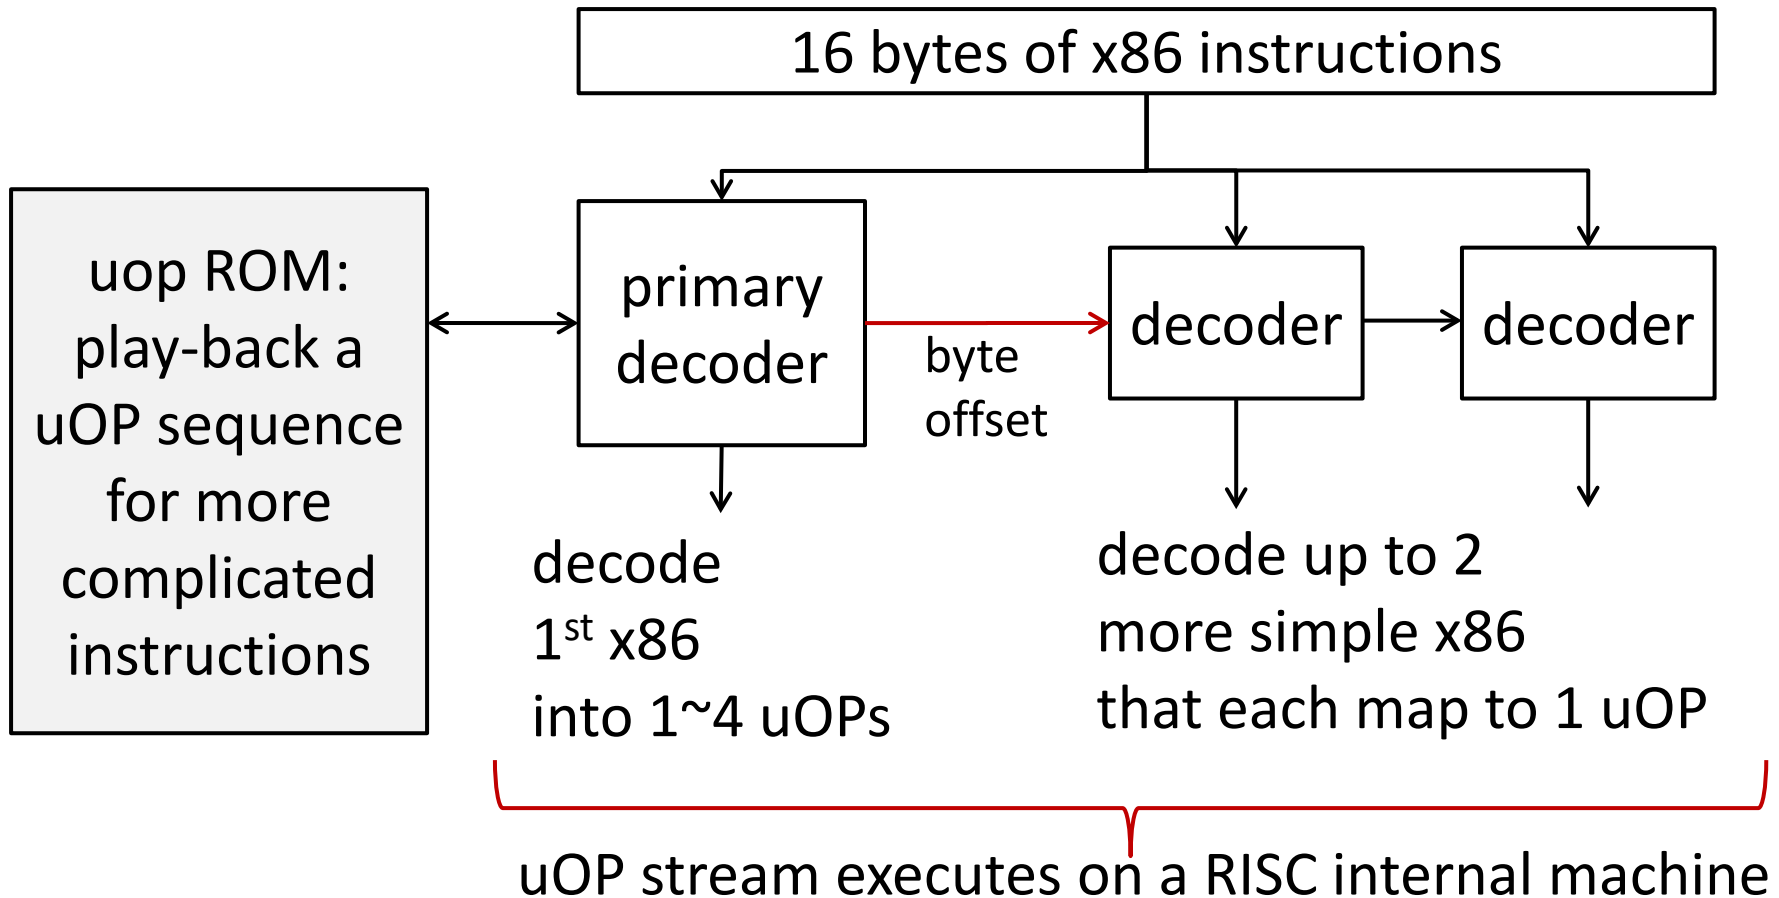 16 bytes of x86 instructions
uop ROM:
play-back a
uOP sequence
for more
complicated
instructions
primary
decoder
byte
offset
decoder
decoder
decode
1st x86
into 1~4 uOPs
decode up to 2
more simple x86
that each map to 1 uOP
uOP stream executes on a RISC internal machine